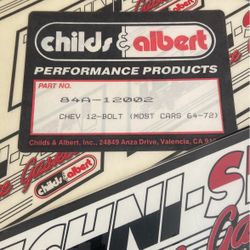 childs & albert
PERFORMANCE PRODUCTS
PART NO.
84A-12002
CHEV 12-BOLT (MOST CARS 64-72)
Childs & Albert, Inc., 24849 Anza Drive, Valencia, CA 91
childs & albert